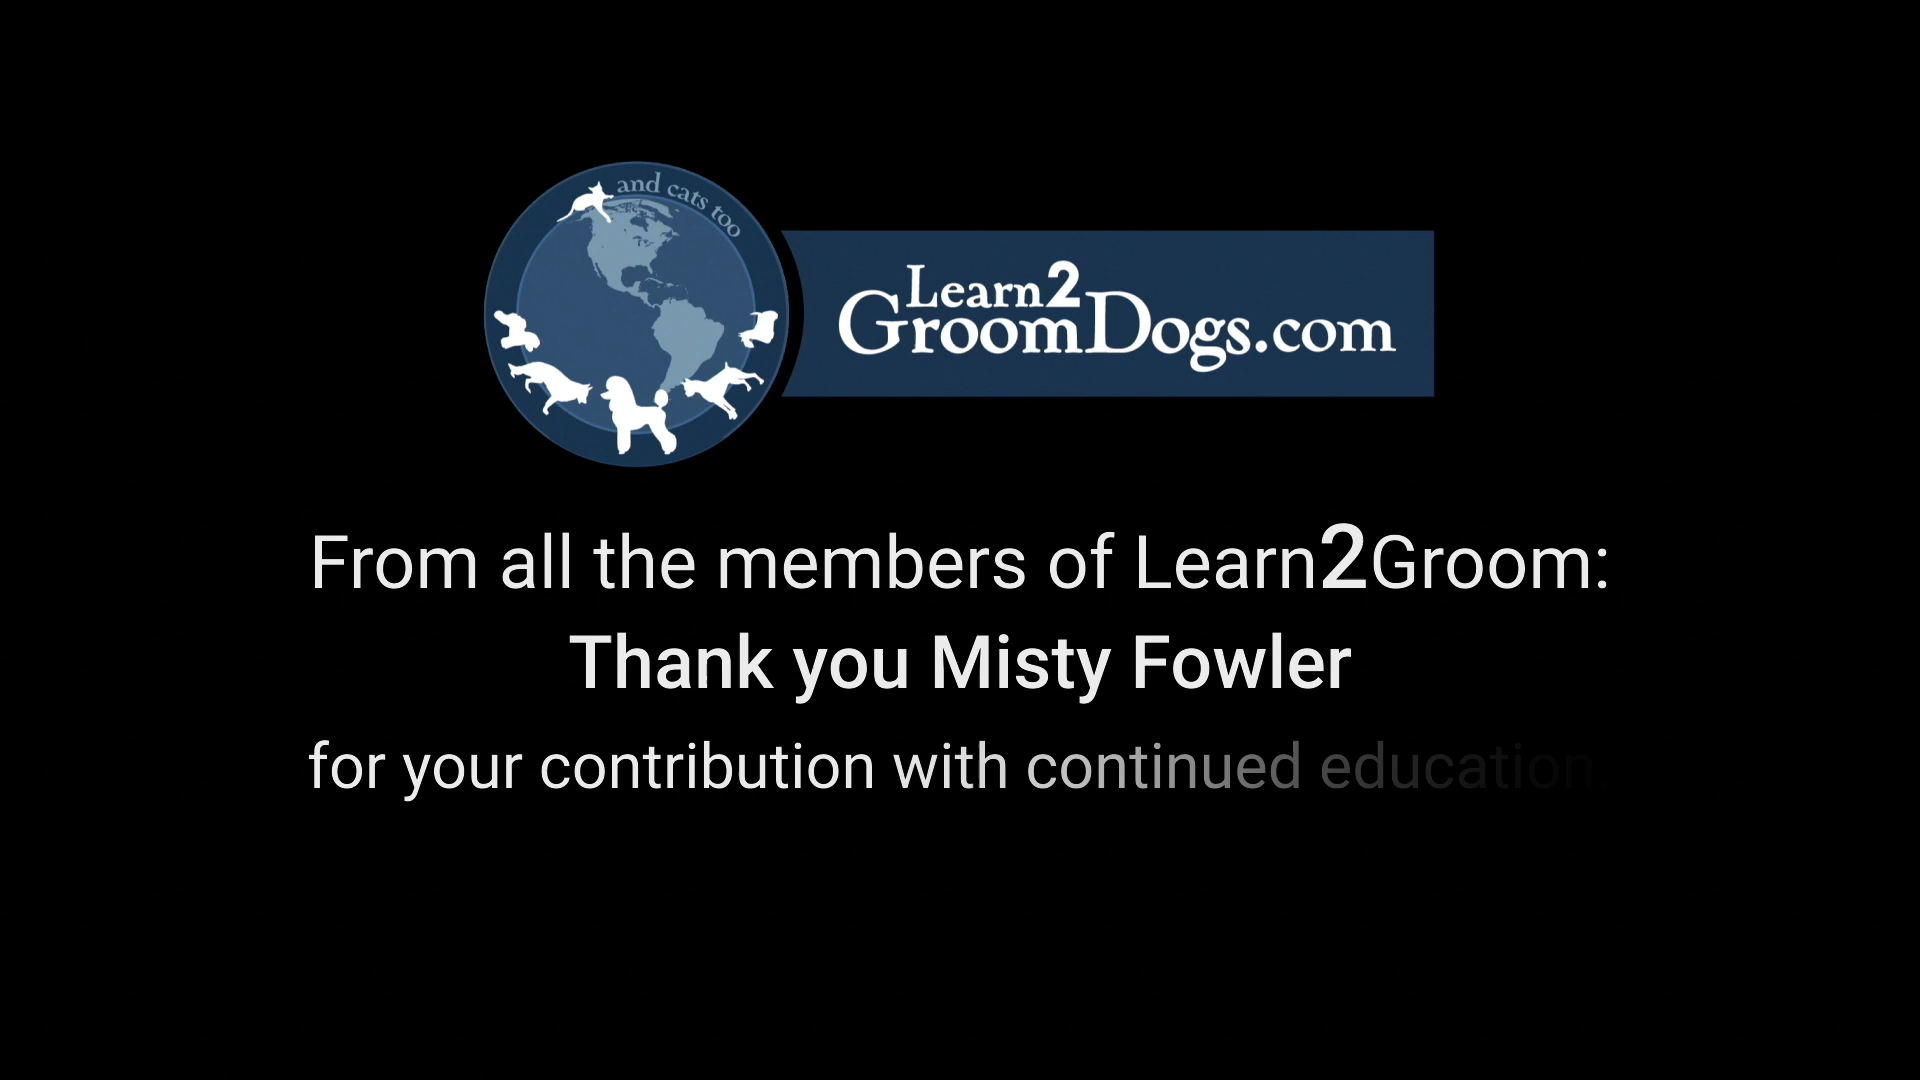 and cats too
Learn2
GroomDogs.com
From all the members of Learn2Groom:
Thank you Misty Fowler
for your contribution with continued education.